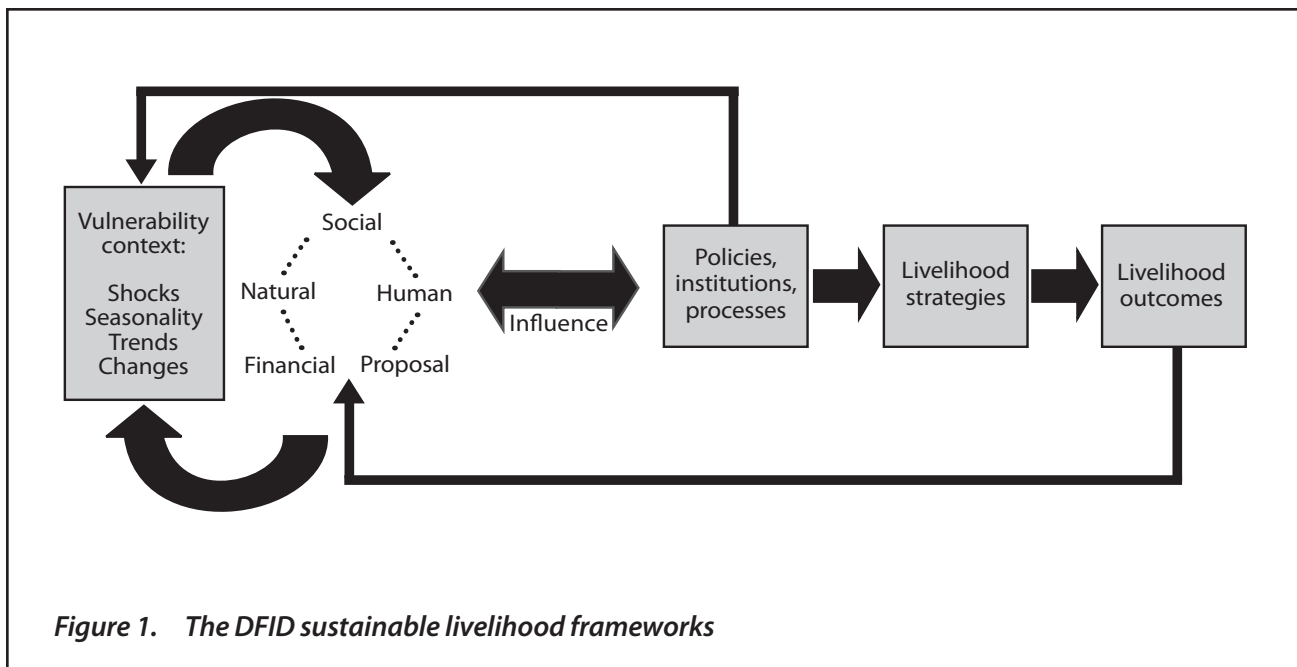 Vulnerability
context:
Shocks
Seasonality
Trends
Changes
Social
Natural
Human
Financial
Proposal
Influence
Policies,
institutions,
processes
Livelihood
strategies
Livelihood
outcomes
Figure 1. The DFID sustainable livelihood frameworks